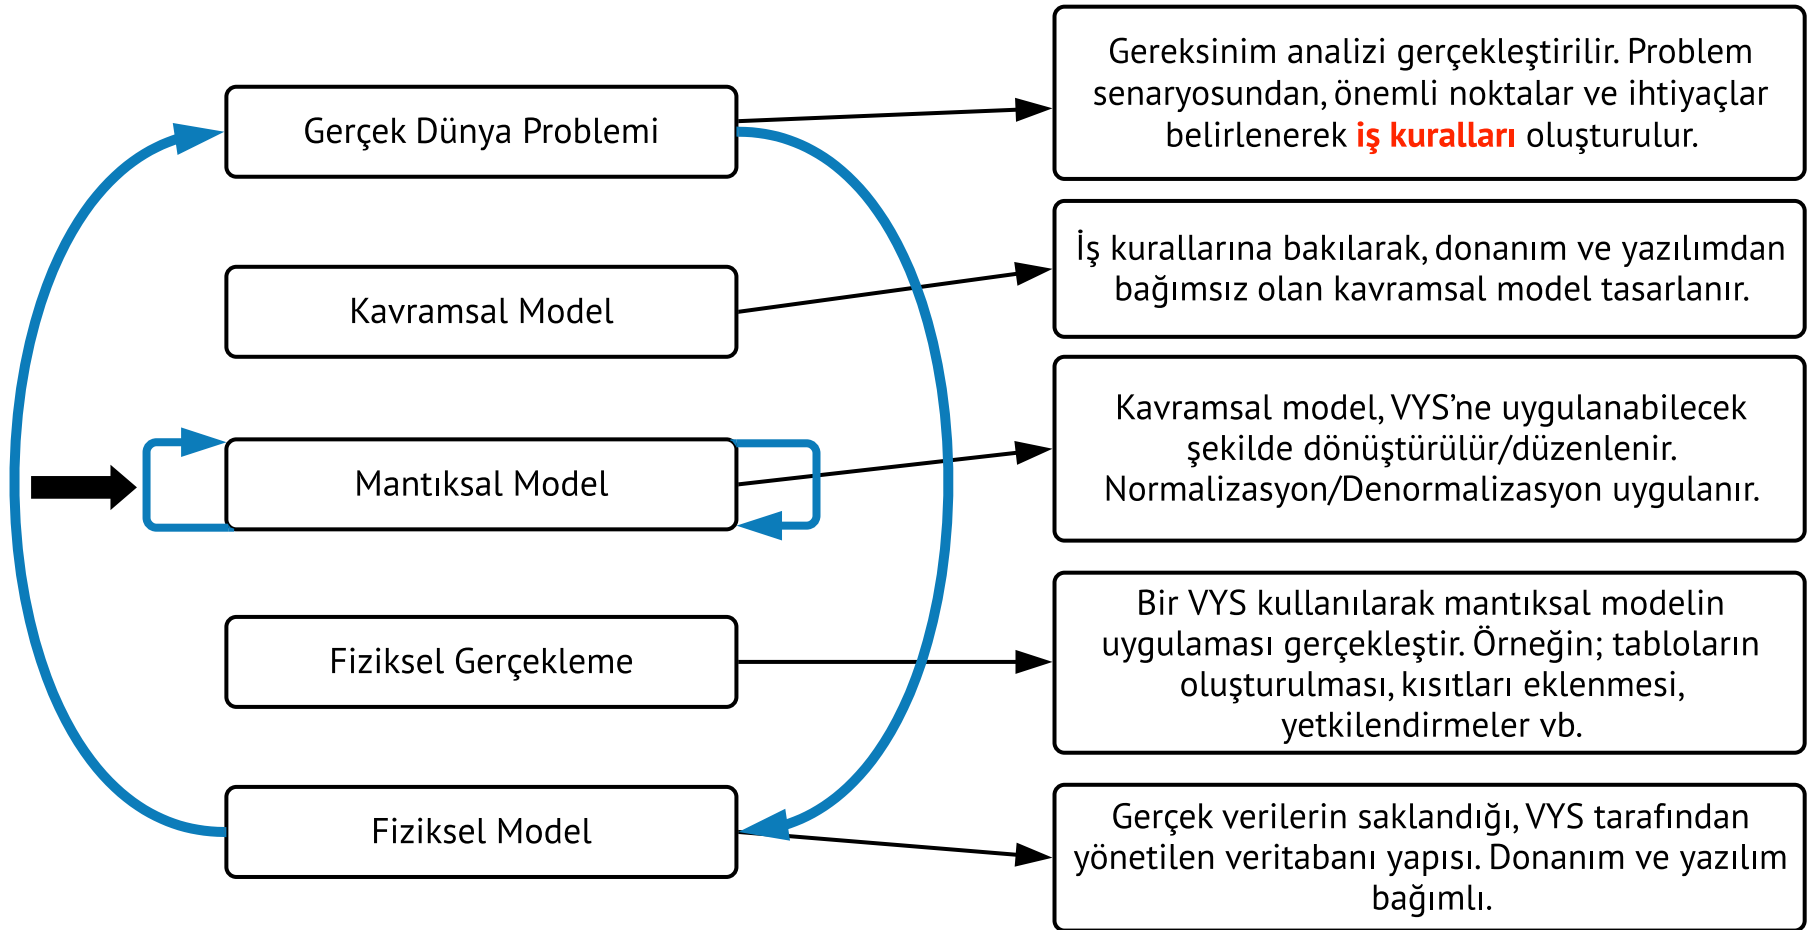 Gerçek Dünya Problemi
Gereksinim analizi gerçekleştirilir. Problem
senaryosundan, önemli noktalar ve ihtiyaçlar
belirlenerek iş kuralları oluşturulur.
Kavramsal Model
İş kurallarına bakılarak, donanım ve yazılımdan
bağımsız olan kavramsal model tasarlanır.
Mantıksal Model
Kavramsal model, VYS’ne uygulanabilecek
şekilde dönüştürülür/düzenlenir.
Normalizasyon/Denormalizasyon uygulanır.
Fiziksel Gerçekleme
Bir VYS kullanılarak mantıksal modelin
uygulaması gerçekleştir. Örneğin; tabloların
oluşturulması, kısıtları eklenmesi,
yetkilendirmeler vb.
Fiziksel Model
Gerçek verilerin saklandığı, VYS tarafından
yönetilen veritabanı yapısı. Donanım ve yazılım
bağımlı.